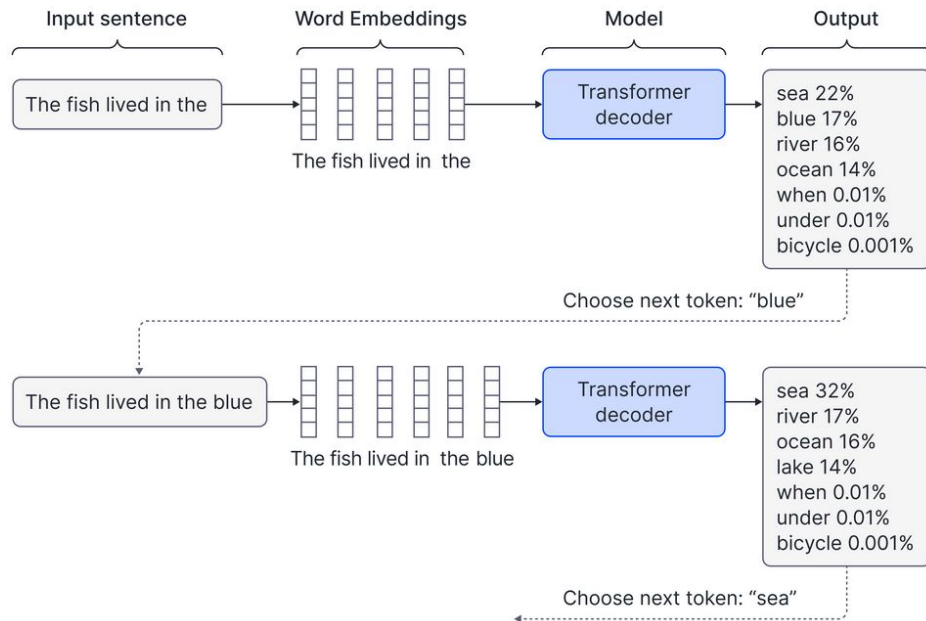 Input sentence
Word Embeddings
Model
Output
The fish lived in the
The fish lived in the
Transformer
decoder
sea 22%
blue 17%
river 16%
ocean 14%
when 0.01%
under 0.01%
bicycle 0.001%
Choose next token: “blue”
The fish lived in the blue
The fish lived in the blue
Transformer
decoder
sea 32%
river 17%
ocean 16%
lake 14%
when 0.01%
under 0.01%
bicycle 0.001%
Choose next token: “sea”